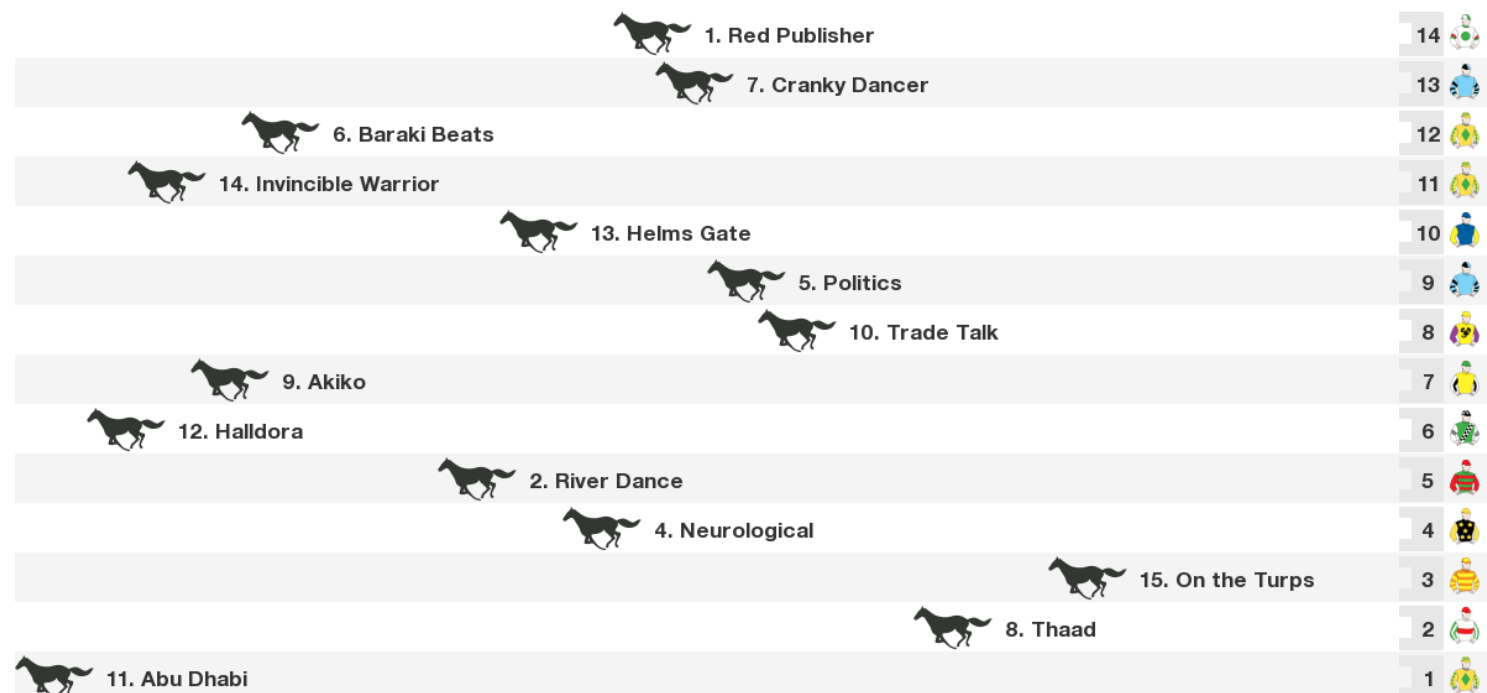 1. Red Publisher 14
7. Cranky Dancer 13
6. Baraki Beats 12
14. Invincible Warrior 11
13. Helms Gate 10
5. Politics 9
10. Trade Talk 8
9. Akiko 7
12. Halldora 6
2. River Dance 5
4. Neurological 4
15. On the Turps 3
8. Thaad 2
11. Abu Dhabi 1